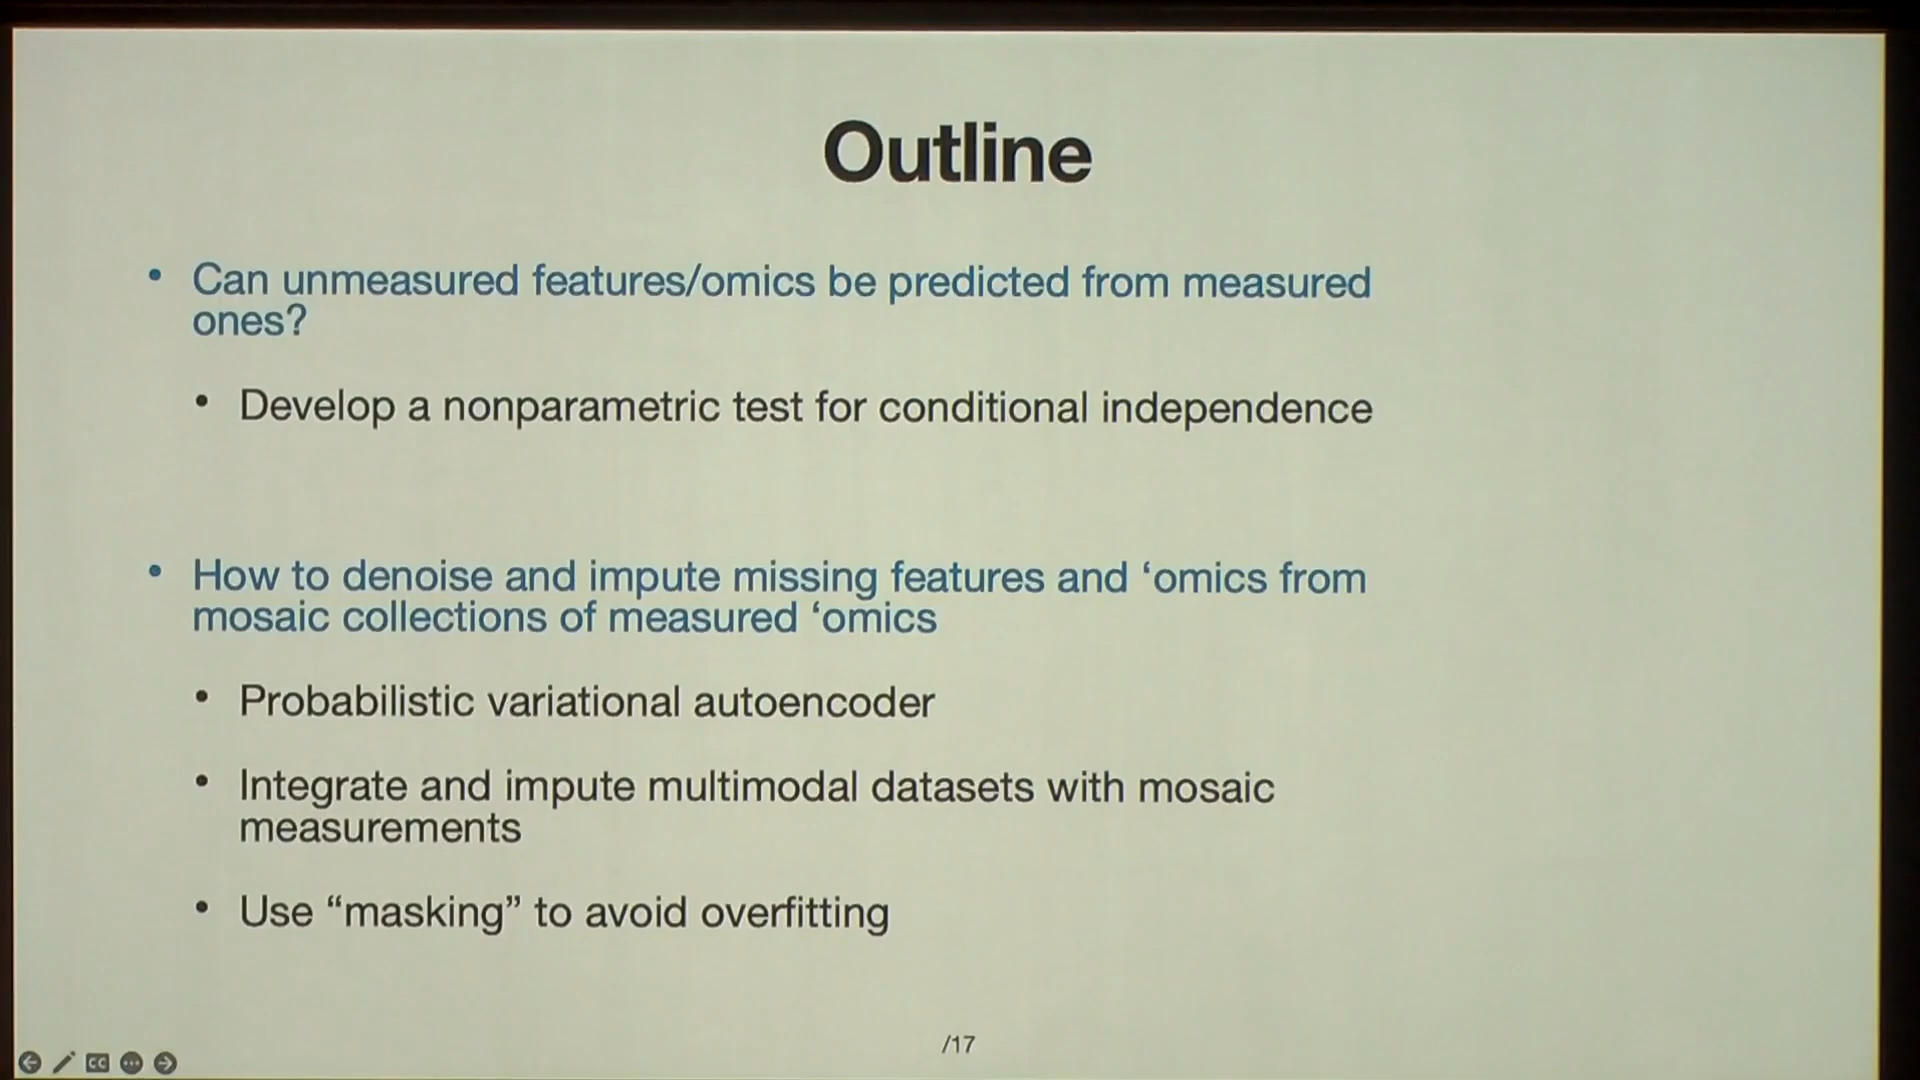 Outline
• Can unmeasured features/omics be predicted from measured
ones?
• Develop a nonparametric test for conditional independence
• How to denoise and impute missing features and ‘omics from
mosaic collections of measured ‘omics
• Probabilistic variational autoencoder
• Integrate and impute multimodal datasets with mosaic
measurements
• Use “masking” to avoid overfitting
/17
CC